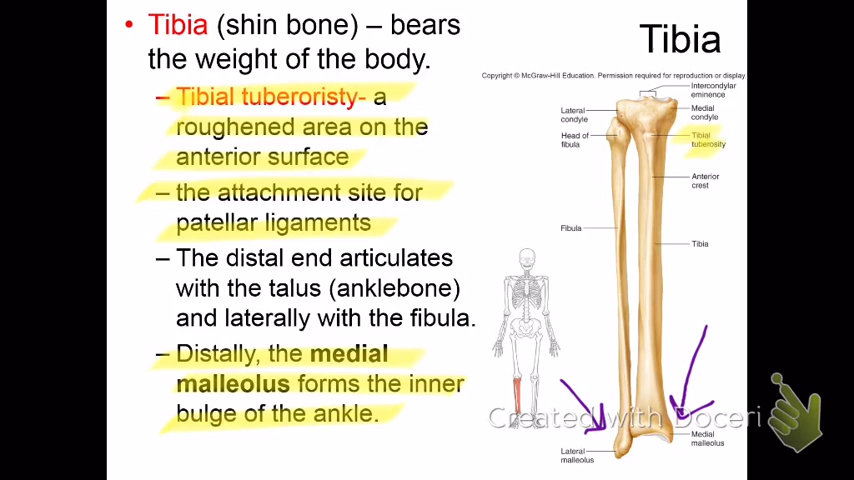 • Tibia (shin bone) – bears
the weight of the body.
– Tibial tuberoristy- a
roughened area on the
anterior surface
– the attachment site for
patellar ligaments
– The distal end articulates
with the talus (anklebone)
and laterally with the fibula.
– Distally, the medial
malleolus forms the inner
bulge of the ankle.
Tibia
Copyright © McGraw-Hill Education. Permission required for reproduction or display
Intercondylar
eminence
Lateral
condyle
Medial
condyle
Head of
fibula
Tibial
tuberosity
Anterior
crest
Fibula
Tibia
Created with Doceri
Medial
malleolus
Lateral
malleolus